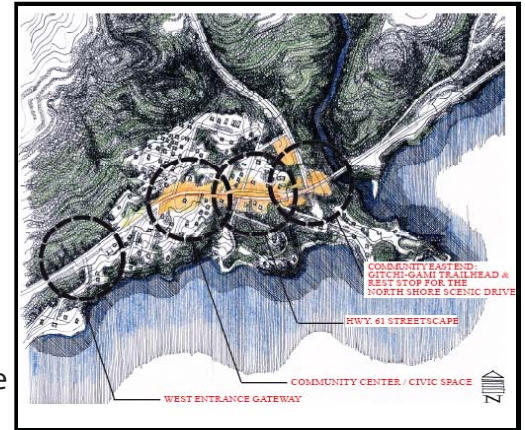 COMMUNITY EAST END:
GITCHI-GAMI TRAILHEAD &
REST STOP FOR THE
NORTH SHORE SCENIC DRIVE
HWY. 61 STREETSCAPE
COMMUNITY CENTER / CIVIC SPACE
WEST ENTRANCE GATEWAY
N